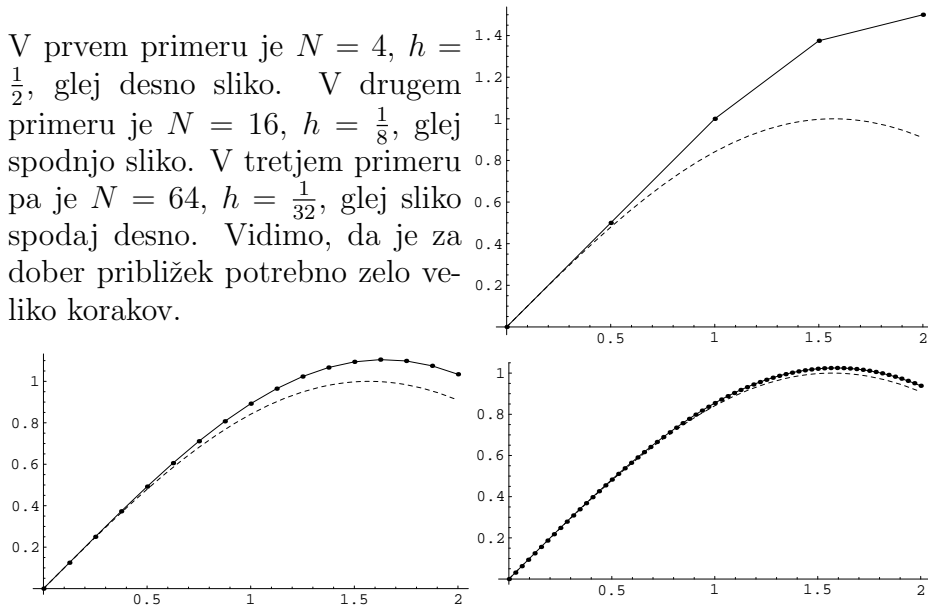 V prvem primeru je N = 4, h =
1/2, glej desno sliko. V drugem
primeru je N = 16, h = 1/8, glej
spodnjo sliko. V tretjem primeru
pa je N = 64, h = 1/32, glej sliko
spodaj desno. Vidimo, da je za
dober približek potrebno zelo ve-
liko korakov.
1.4
1.2
1
0.8
0.6
0.4
0.2
0.5 1 1.5 2
1
0.8
0.6
0.4
0.2
0.5 1 1.5 2
1
0.8
0.6
0.4
0.2
0.5 1 1.5 2